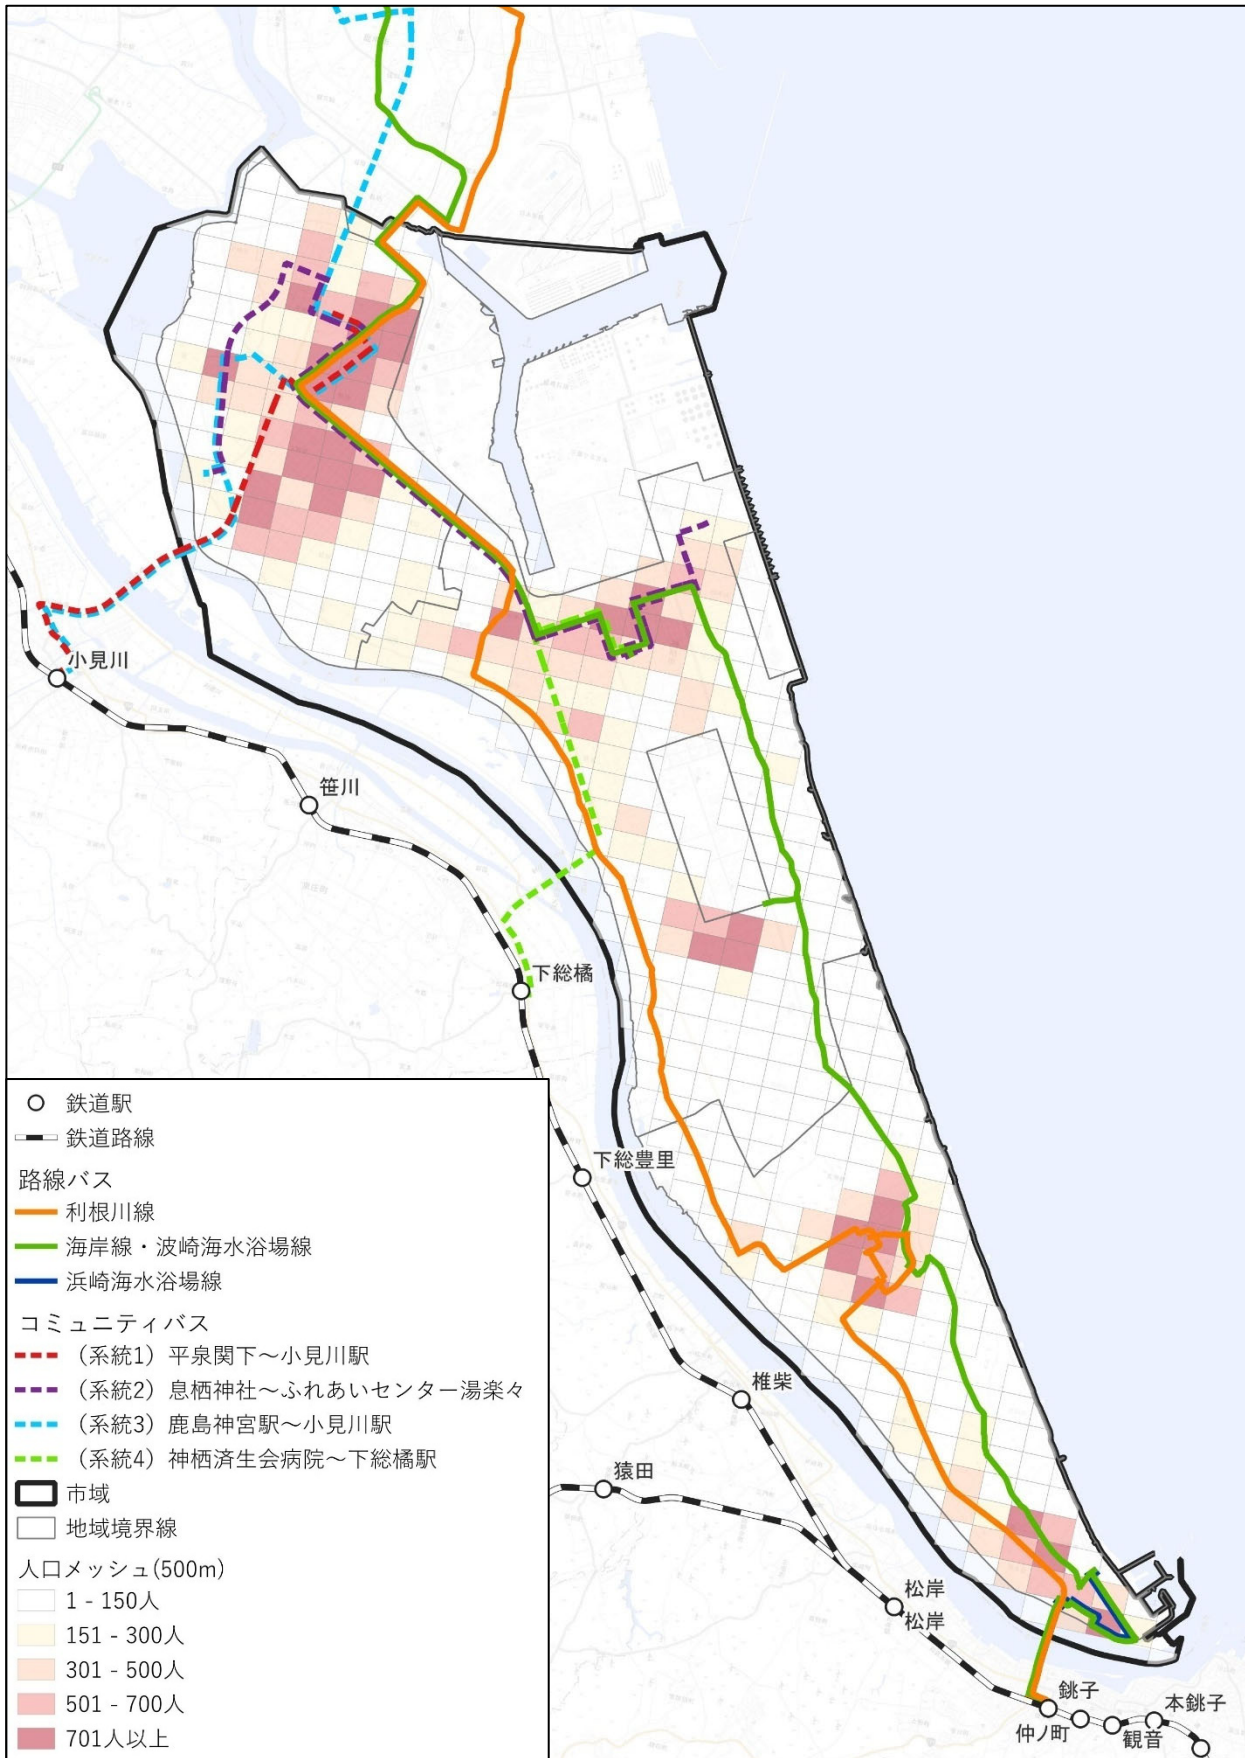 小見川
笹川
下総橘
下総豊里
椎柴
猿田
松岸
松岸
銚子
仲ノ町
観音
本銚子
鉄道駅
鉄道路線
路線バス
利根川線
海岸線・波崎海水浴場線
浜崎海水浴場線
コミュニティバス
（系統1）平泉関下～小見川駅
（系統2）息栖神社～ふれあいセンター湯楽々
（系統3）鹿島神宮駅～小見川駅
（系統4）神栖済生会病院～下総橘駅
市域
地域境界線
人口メッシュ(500m)
1 - 150人
151 - 300人
301 - 500人
501 - 700人
701人以上